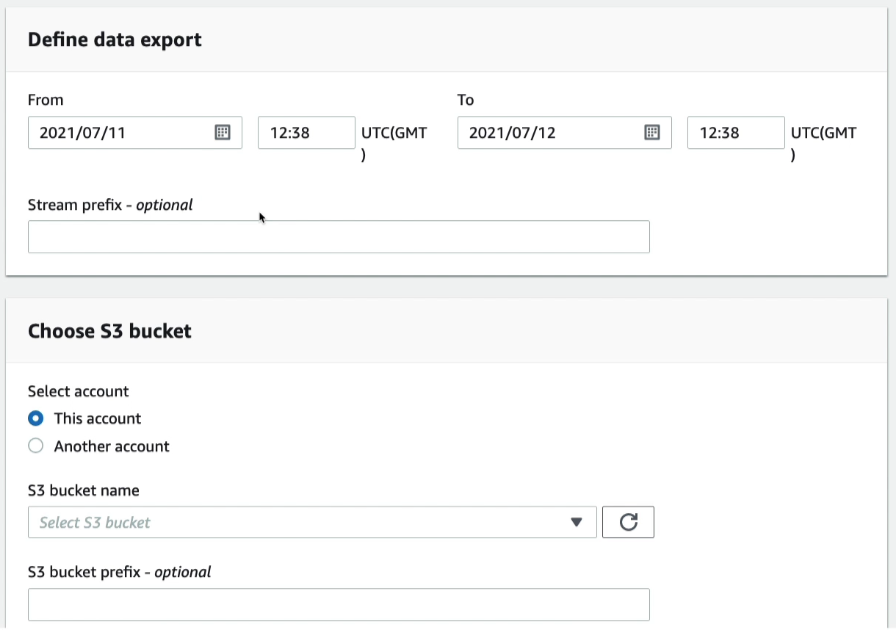 Define data export
From To
2021/07/11 12:38 UTC(GMT 2021/07/12 12:38 UTC(GMT
) )
Stream prefix - optional
Choose S3 bucket
Select account
This account
Another account
S3 bucket name
Select S3 bucket
S3 bucket prefix - optional